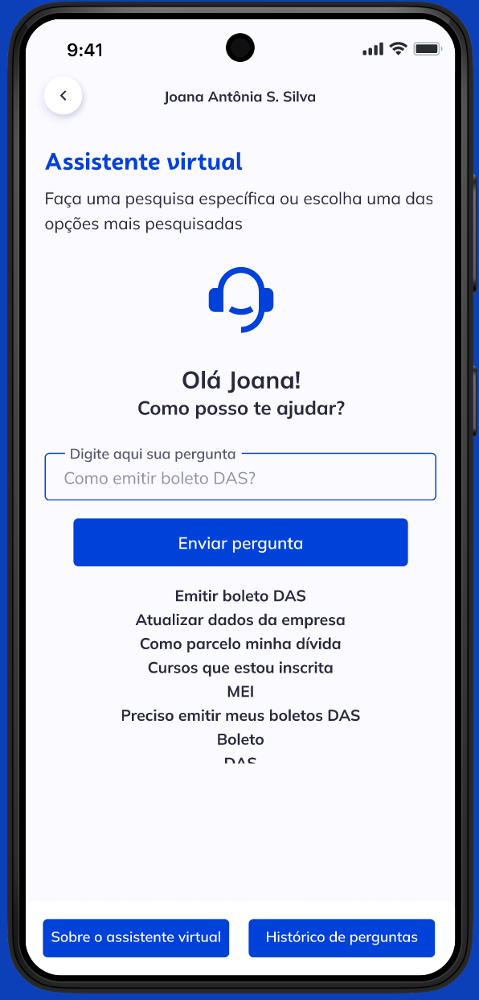 9:41
Joana Antônia S. Silva
Assistente virtual
Faça uma pesquisa específica ou escolha uma das
opções mais pesquisadas
Olá Joana!
Como posso te ajudar?
Digite aqui sua pergunta
Como emitir boleto DAS?
Enviar pergunta
Emitir boleto DAS
Atualizar dados da empresa
Como parcelo minha dívida
Cursos que estou inscrita
MEI
Preciso emitir meus boletos DAS
Boleto
DAS
Sobre o assistente virtual
Histórico de perguntas